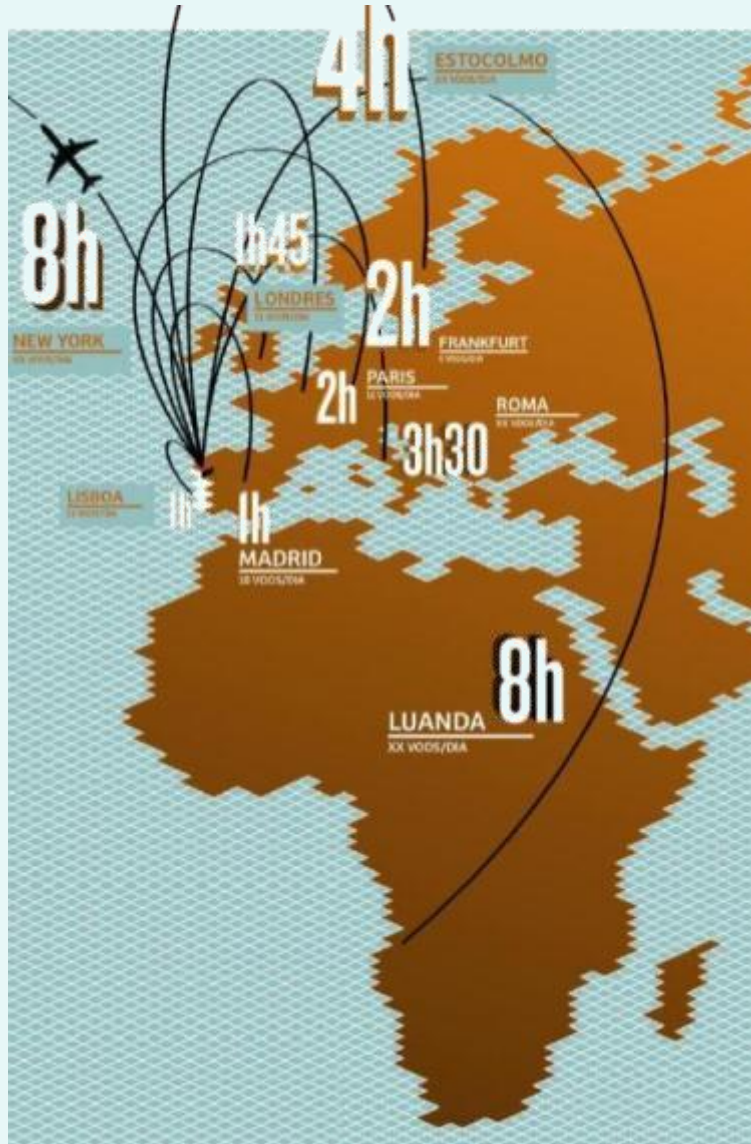 4h
ESTOCOLMO
8h
1h45
LONDRES
2h
NEW YORK
FRANKFURT
2h
PARIS
ROMA
XX VOOS/DIA
3h30
LISBOA
1h
1h
MADRID
18 VOOS/DIA
8h
LUANDA
XX VOOS/DIA